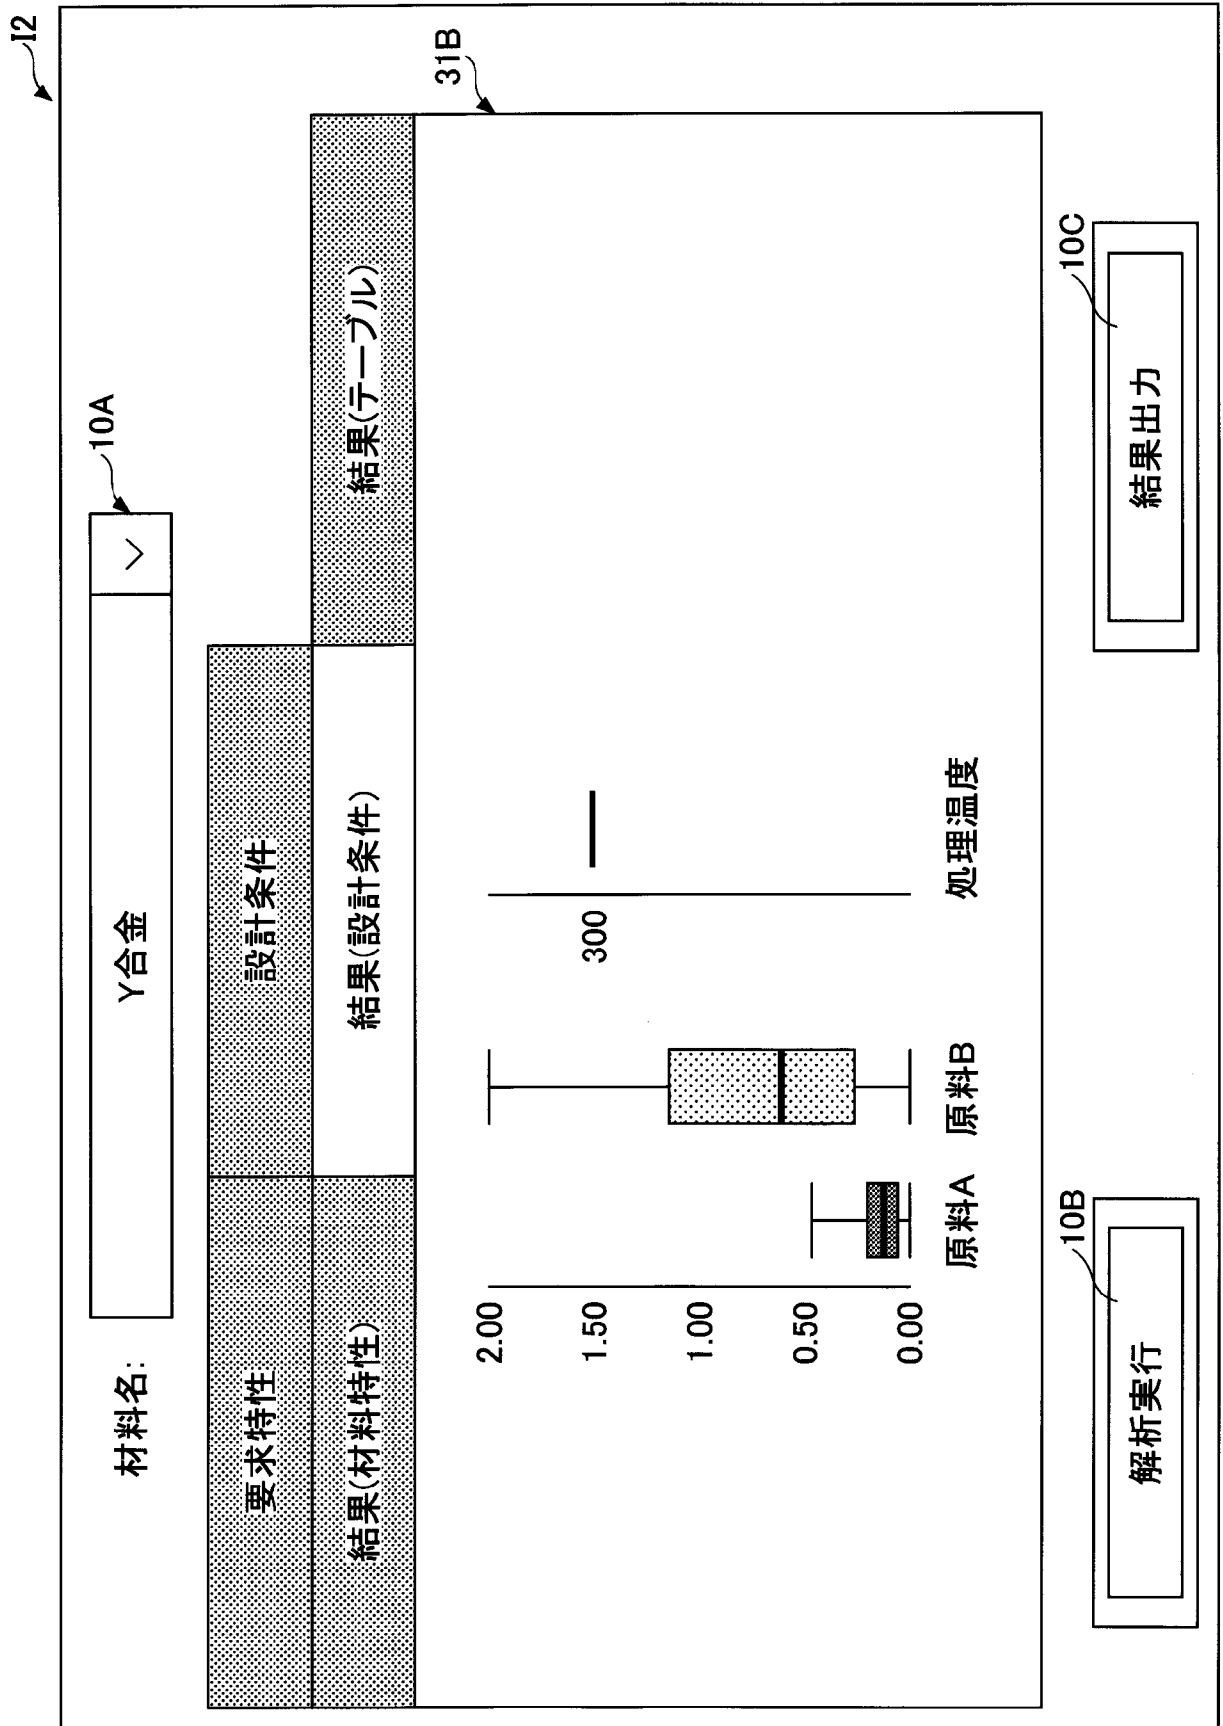 I2
材料名:
Y合金
10A
要求特性
設計条件
結果(材料特性)
結果(設計条件)
結果(テーブル)
31B
2.00
1.50
1.00
0.50
0.00
300
原料A
原料B
処理温度
解析実行
10B
結果出力
10C